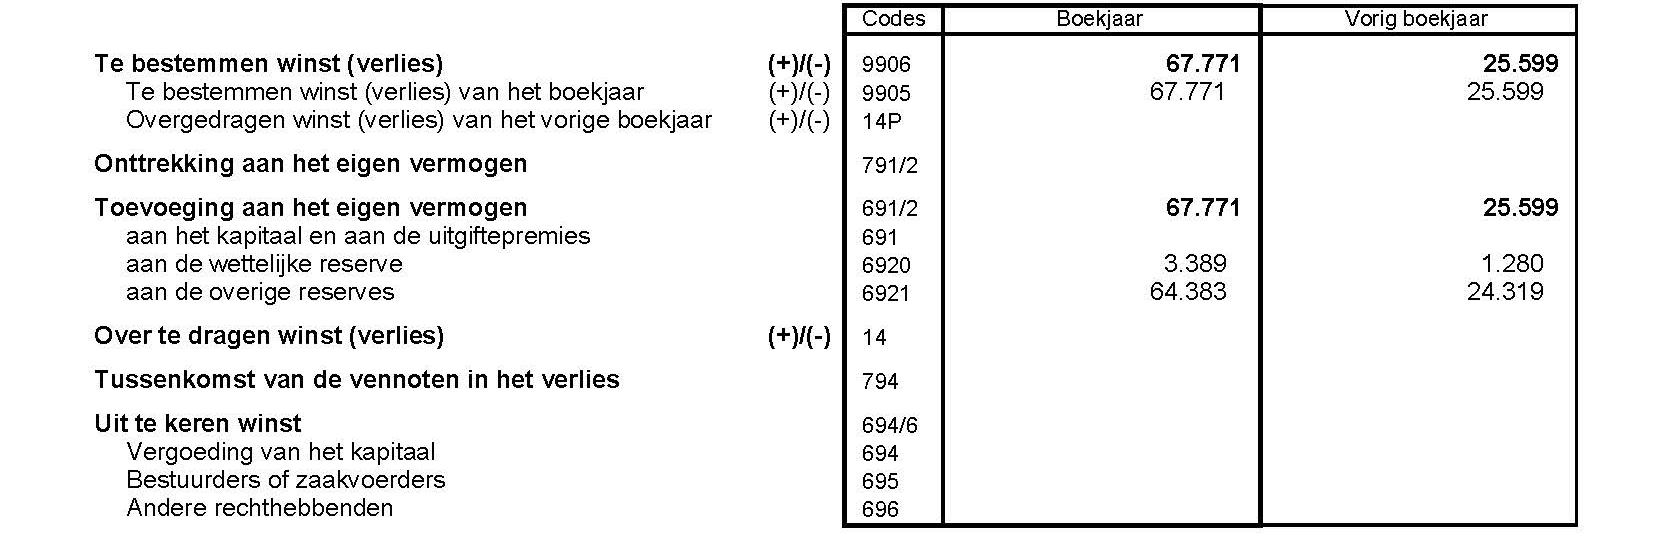 Codes Boekjaar Vorig boekjaar
Te bestemmen winst (verlies) (+)/(-) 9906 67.771 25.599
Te bestemmen winst (verlies) van het boekjaar (+)/(-) 9905 67.771 25.599
Overgedragen winst (verlies) van het vorige boekjaar (+)/(-) 14P
Onttrekking aan het eigen vermogen 791/2
Toevoeging aan het eigen vermogen 691/2 67.771 25.599
aan het kapitaal en aan de uitgiftepremies 691
aan de wettelijke reserve 6920 3.389 1.280
aan de overige reserves 6921 64.383 24.319
Over te dragen winst (verlies) (+)/(-) 14
Tussenkomst van de vennoten in het verlies 794
Uit te keren winst 694/6
Vergoeding van het kapitaal 694
Bestuurders of zaakvoerders 695
Andere rechthebbenden 696